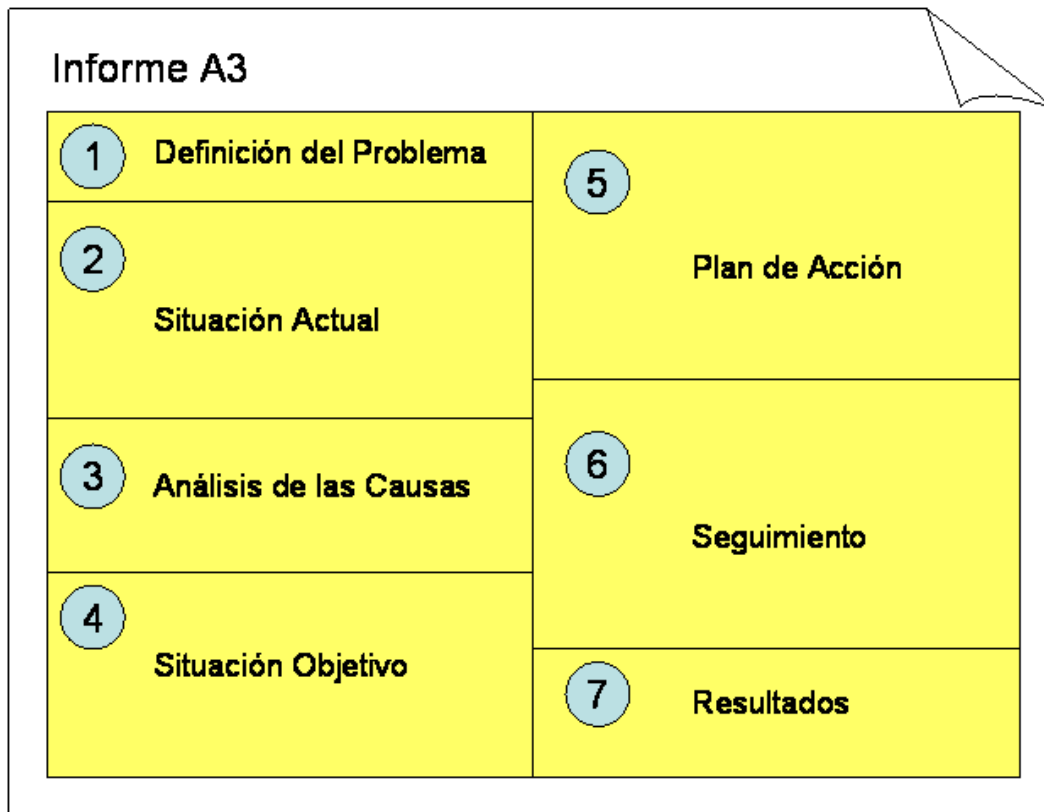 Informe A3
1 Definición del Problema
2
Situación Actual
3 Análisis de las Causas
4
Situación Objetivo
5
Plan de Acción
6
Seguimiento
7 Resultados